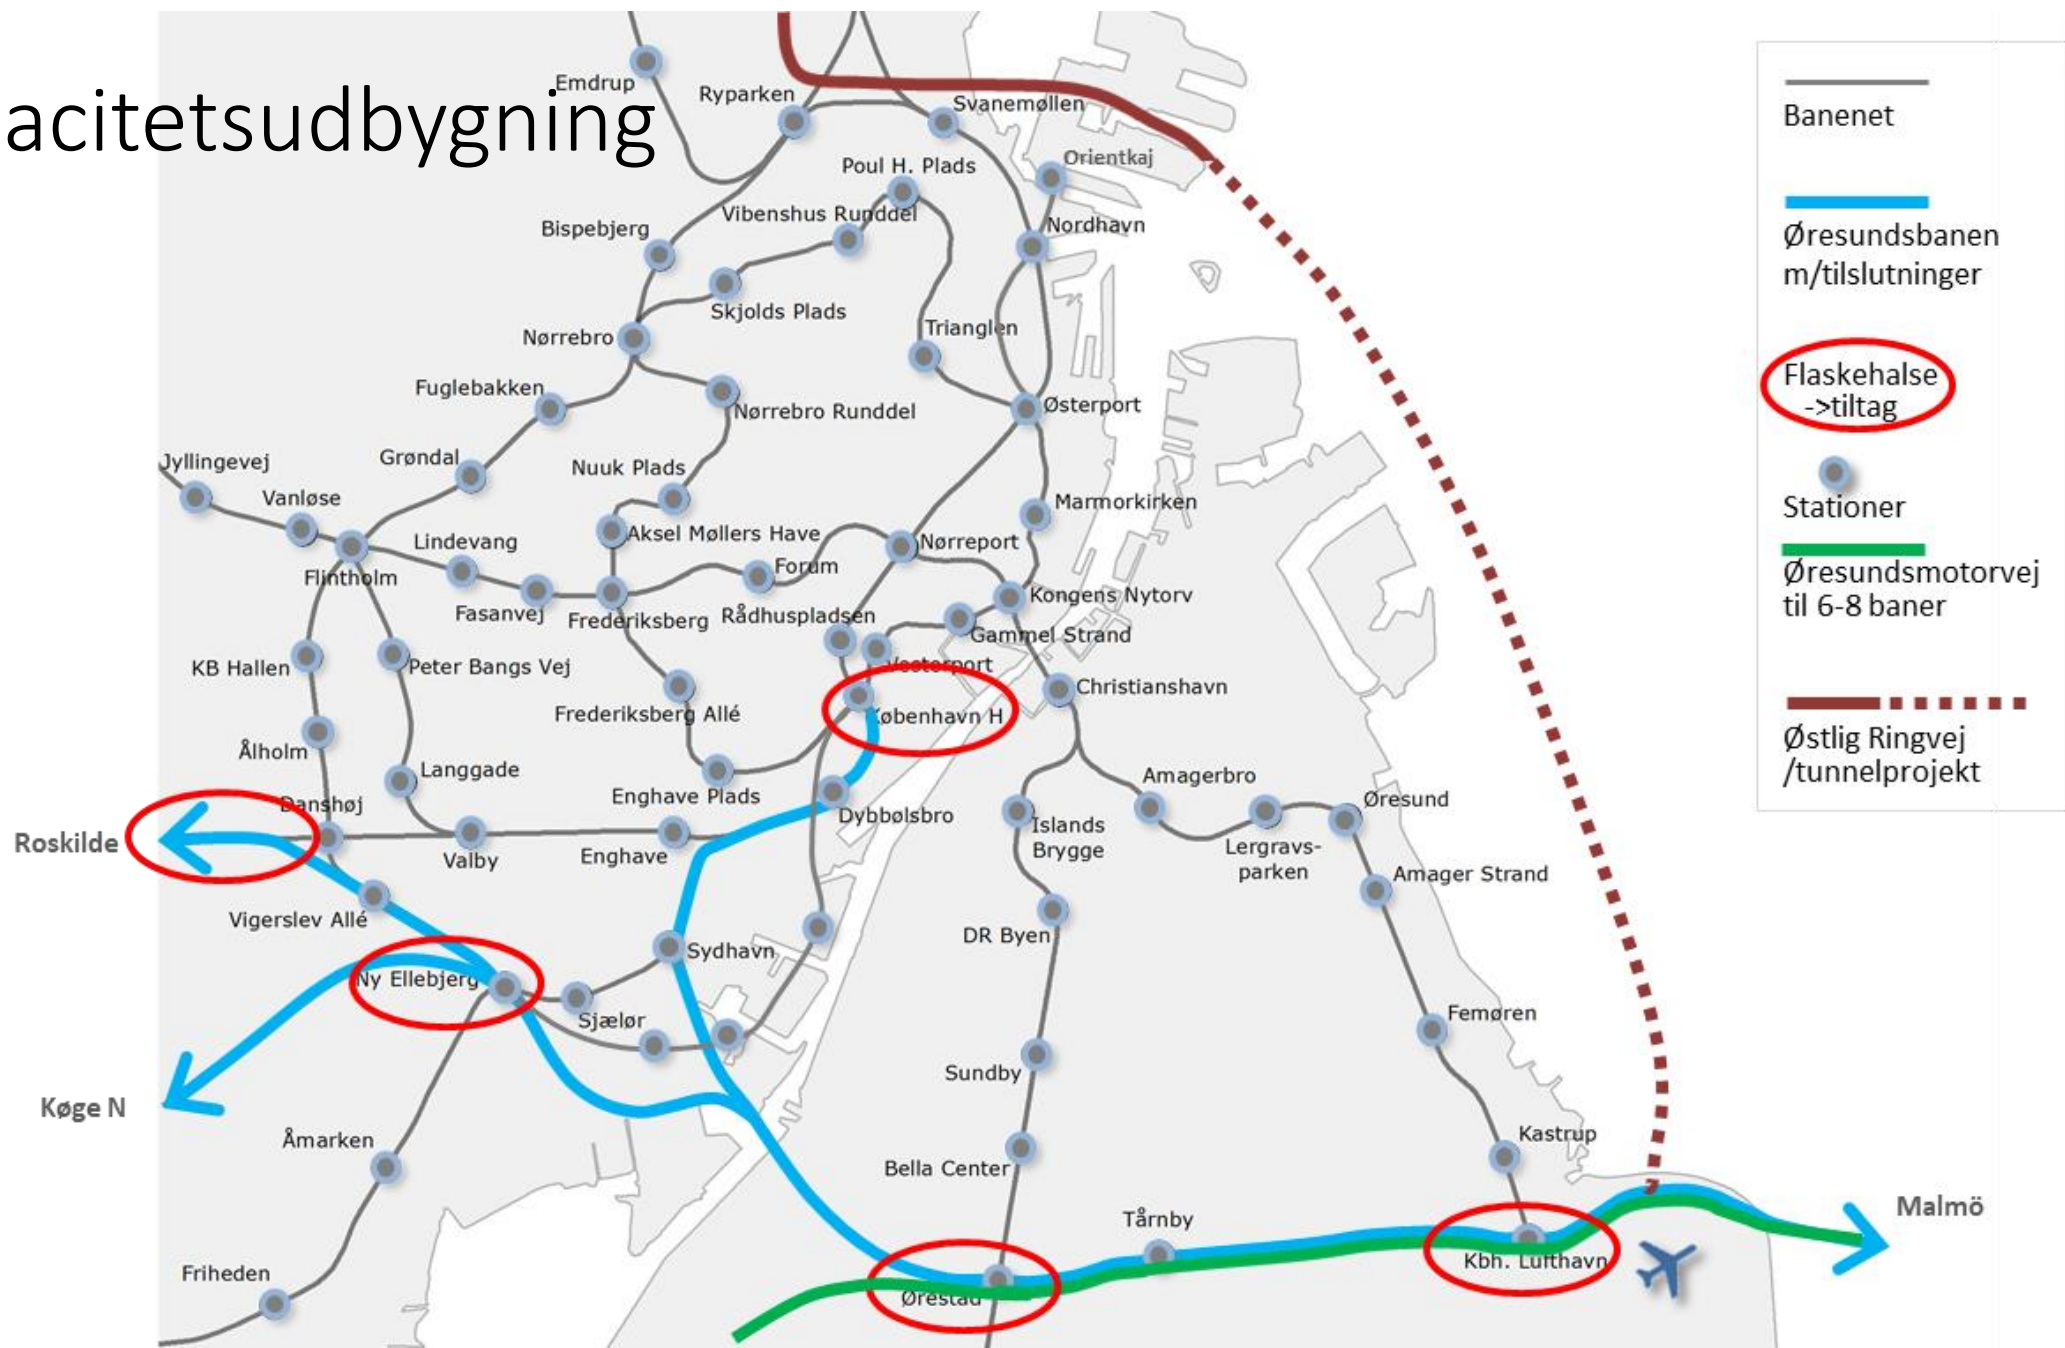 acitetsudbygning
Emdrup
Ryparken
Svanemøllen
Banenet
Poul H. Plads
Orientkaj
Vibenshus Runddel
Bispebjerg
Nordhavn
Øresundsbanen
m/tilslutninger
Skjolds Plads
Nørrebro
Trianglen
Fuglebakken
Nørrebro Runddel
Østerport
Flaskehalse
->tiltag
Jyllingevej
Grøndal
Nuuk Plads
Vanløse
Marmorkirken
Stationer
Lindevang
Aksel Møllers Have
Nørreport
Flintholm
Forum
Øresundsmotorvej
til 6-8 baner
Fasanvej
Frederiksberg
Rådhuspladsen
Kongens Nytorv
Gammel Strand
KB Hallen
Peter Bangs Vej
Vesterport
Christianshavn
Frederiksberg Allé
København H
Østlig Ringvej
/tunnelprojekt
Ålholm
Langgade
Enghave Plads
Amagerbro
Danshøj
Dybbølsbro
Øresund
Roskilde
Valby
Enghave
Islands
Brygge
Lergravs-
parken
Amager Strand
Vigerslev Allé
DR Byen
Sydhavn
Ny Ellebjerg
Sjælør
Femøren
Sundby
Køge N
Åmarken
Kastrup
Bella Center
Malmö
Tårnby
Friheden
Kbh. Lufthavn
Ørestad